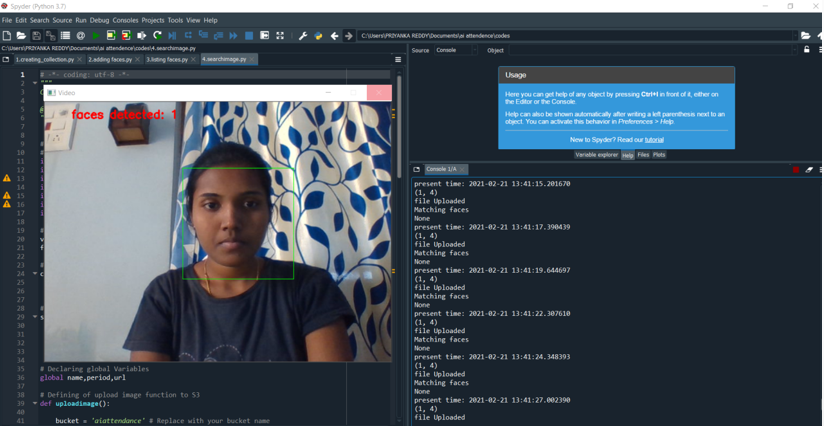 Spyder (Python 3.7)
File Edit Search Source Run Debug Consoles Projects Tools View Help
C:\Users\PRIYANKA REDDY\Documents\ai attendence\codes
C:\Users\PRIYANKA REDDY\Documents\ai attendence\codes\4.searchimage.py
1.creating_collection.py 2.adding faces.py 3.listing faces.py 4.searchimage.py
Source Console Object
Usage
Here you can get help of any object by pressing Ctrl+I in front of it, either on
the Editor or the Console.
Help can also be shown automatically after writing a left parenthesis next to an
object. You can activate this behavior in Preferences > Help.
New to Spyder? Read our tutorial
Variable explorer Help Files Plots
Console 1/A
1 # -*- coding: utf-8 -*-
2 """
Video
faces detected: 1
3
4
5
6
7
8
9
10
11
12
13
14
15
16
17
18
19
20
21
22
23
24
25
26
27
28
29
30
31
32
33
34
35 # Declaring global Variables
36 global name,period,url
37
38 # Defining of upload image function to S3
39 def uploadimage():
40
41 bucket = 'aiattendance' # Replace with your bucket name
present time: 2021-02-21 13:41:15.201670
(1, 4)
file Uploaded
Matching faces
None
present time: 2021-02-21 13:41:17.390439
(1, 4)
file Uploaded
Matching faces
None
present time: 2021-02-21 13:41:19.644697
(1, 4)
file Uploaded
Matching faces
None
present time: 2021-02-21 13:41:22.307610
(1, 4)
file Uploaded
Matching faces
None
present time: 2021-02-21 13:41:24.348393
(1, 4)
file Uploaded
Matching faces
None
present time: 2021-02-21 13:41:27.002390
(1, 4)
file Uploaded